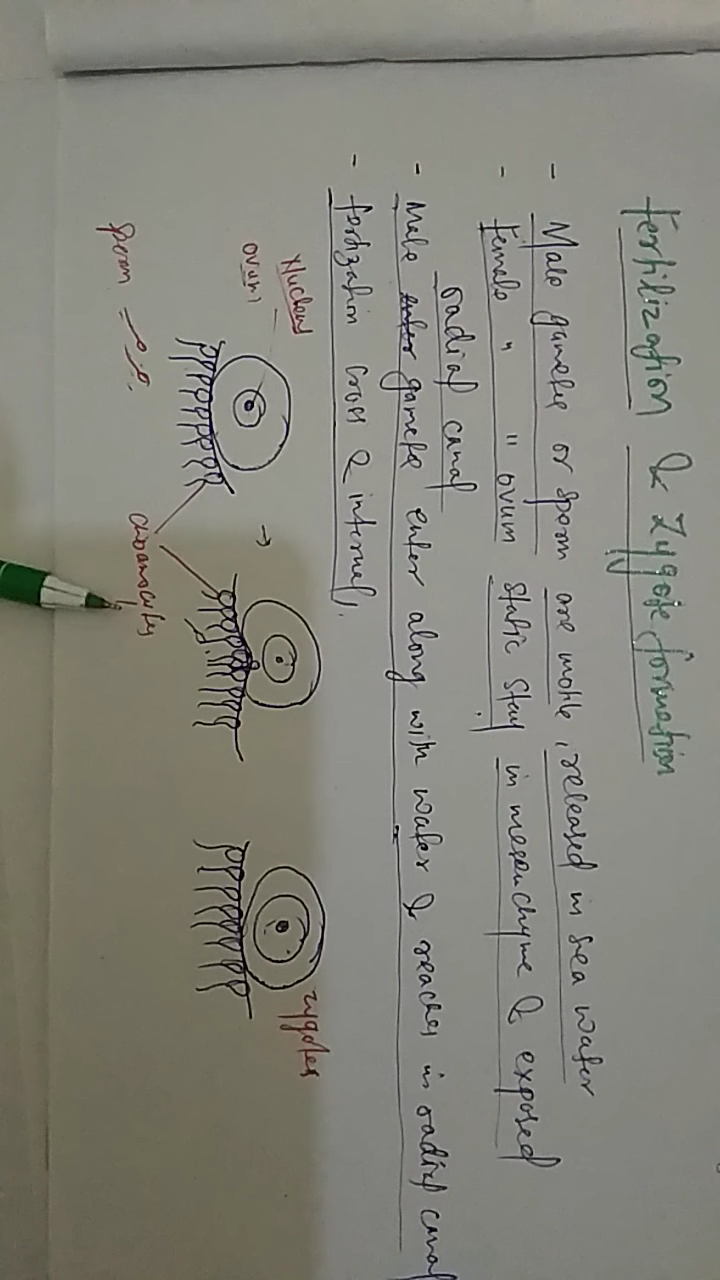 Fertilization & Zygote formation
- Male gamete or sperm are motile, released in sea water
- Female " " ovum static stay in mesenchyme & exposed
radial canal
- Male gamete enter along with water & reaches in radial canal
- fertization cross & internal.
Nucleus
ovum
sperm
choanocytes
zygotes